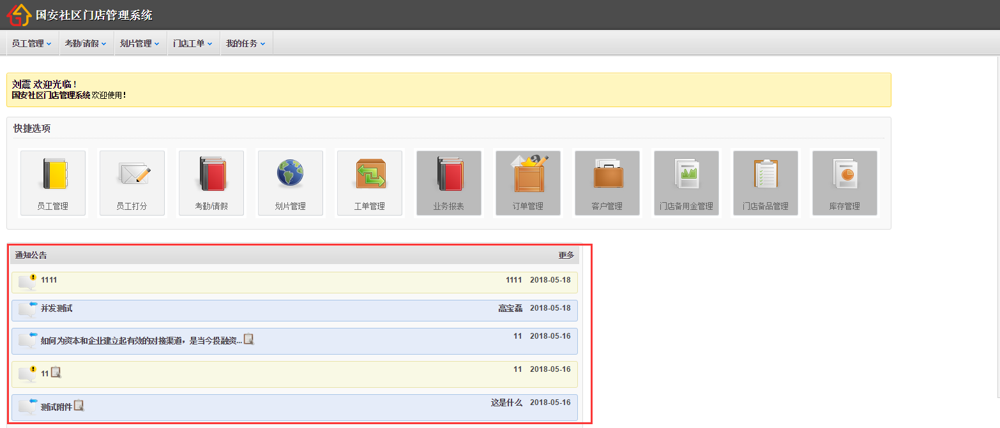 国安社区门店管理系统
员工管理 考勤/请假 划片管理 门店工单 我的任务
刘震 欢迎光临！
国安社区门店管理系统 欢迎使用!
快捷选项
员工管理 员工打分 考勤/请假 划片管理 工单管理 业务报表 订单管理 客户管理 门店备用金管理 门店备品管理 库存管理
通知公告 更多
1111 1111 2018-05-18
并发测试 高宝磊 2018-05-18
如何为资本和企业建立起有效的对接渠道，是当今投融资... 11 2018-05-16
11 11 2018-05-16
测试附件 这是什么 2018-05-16